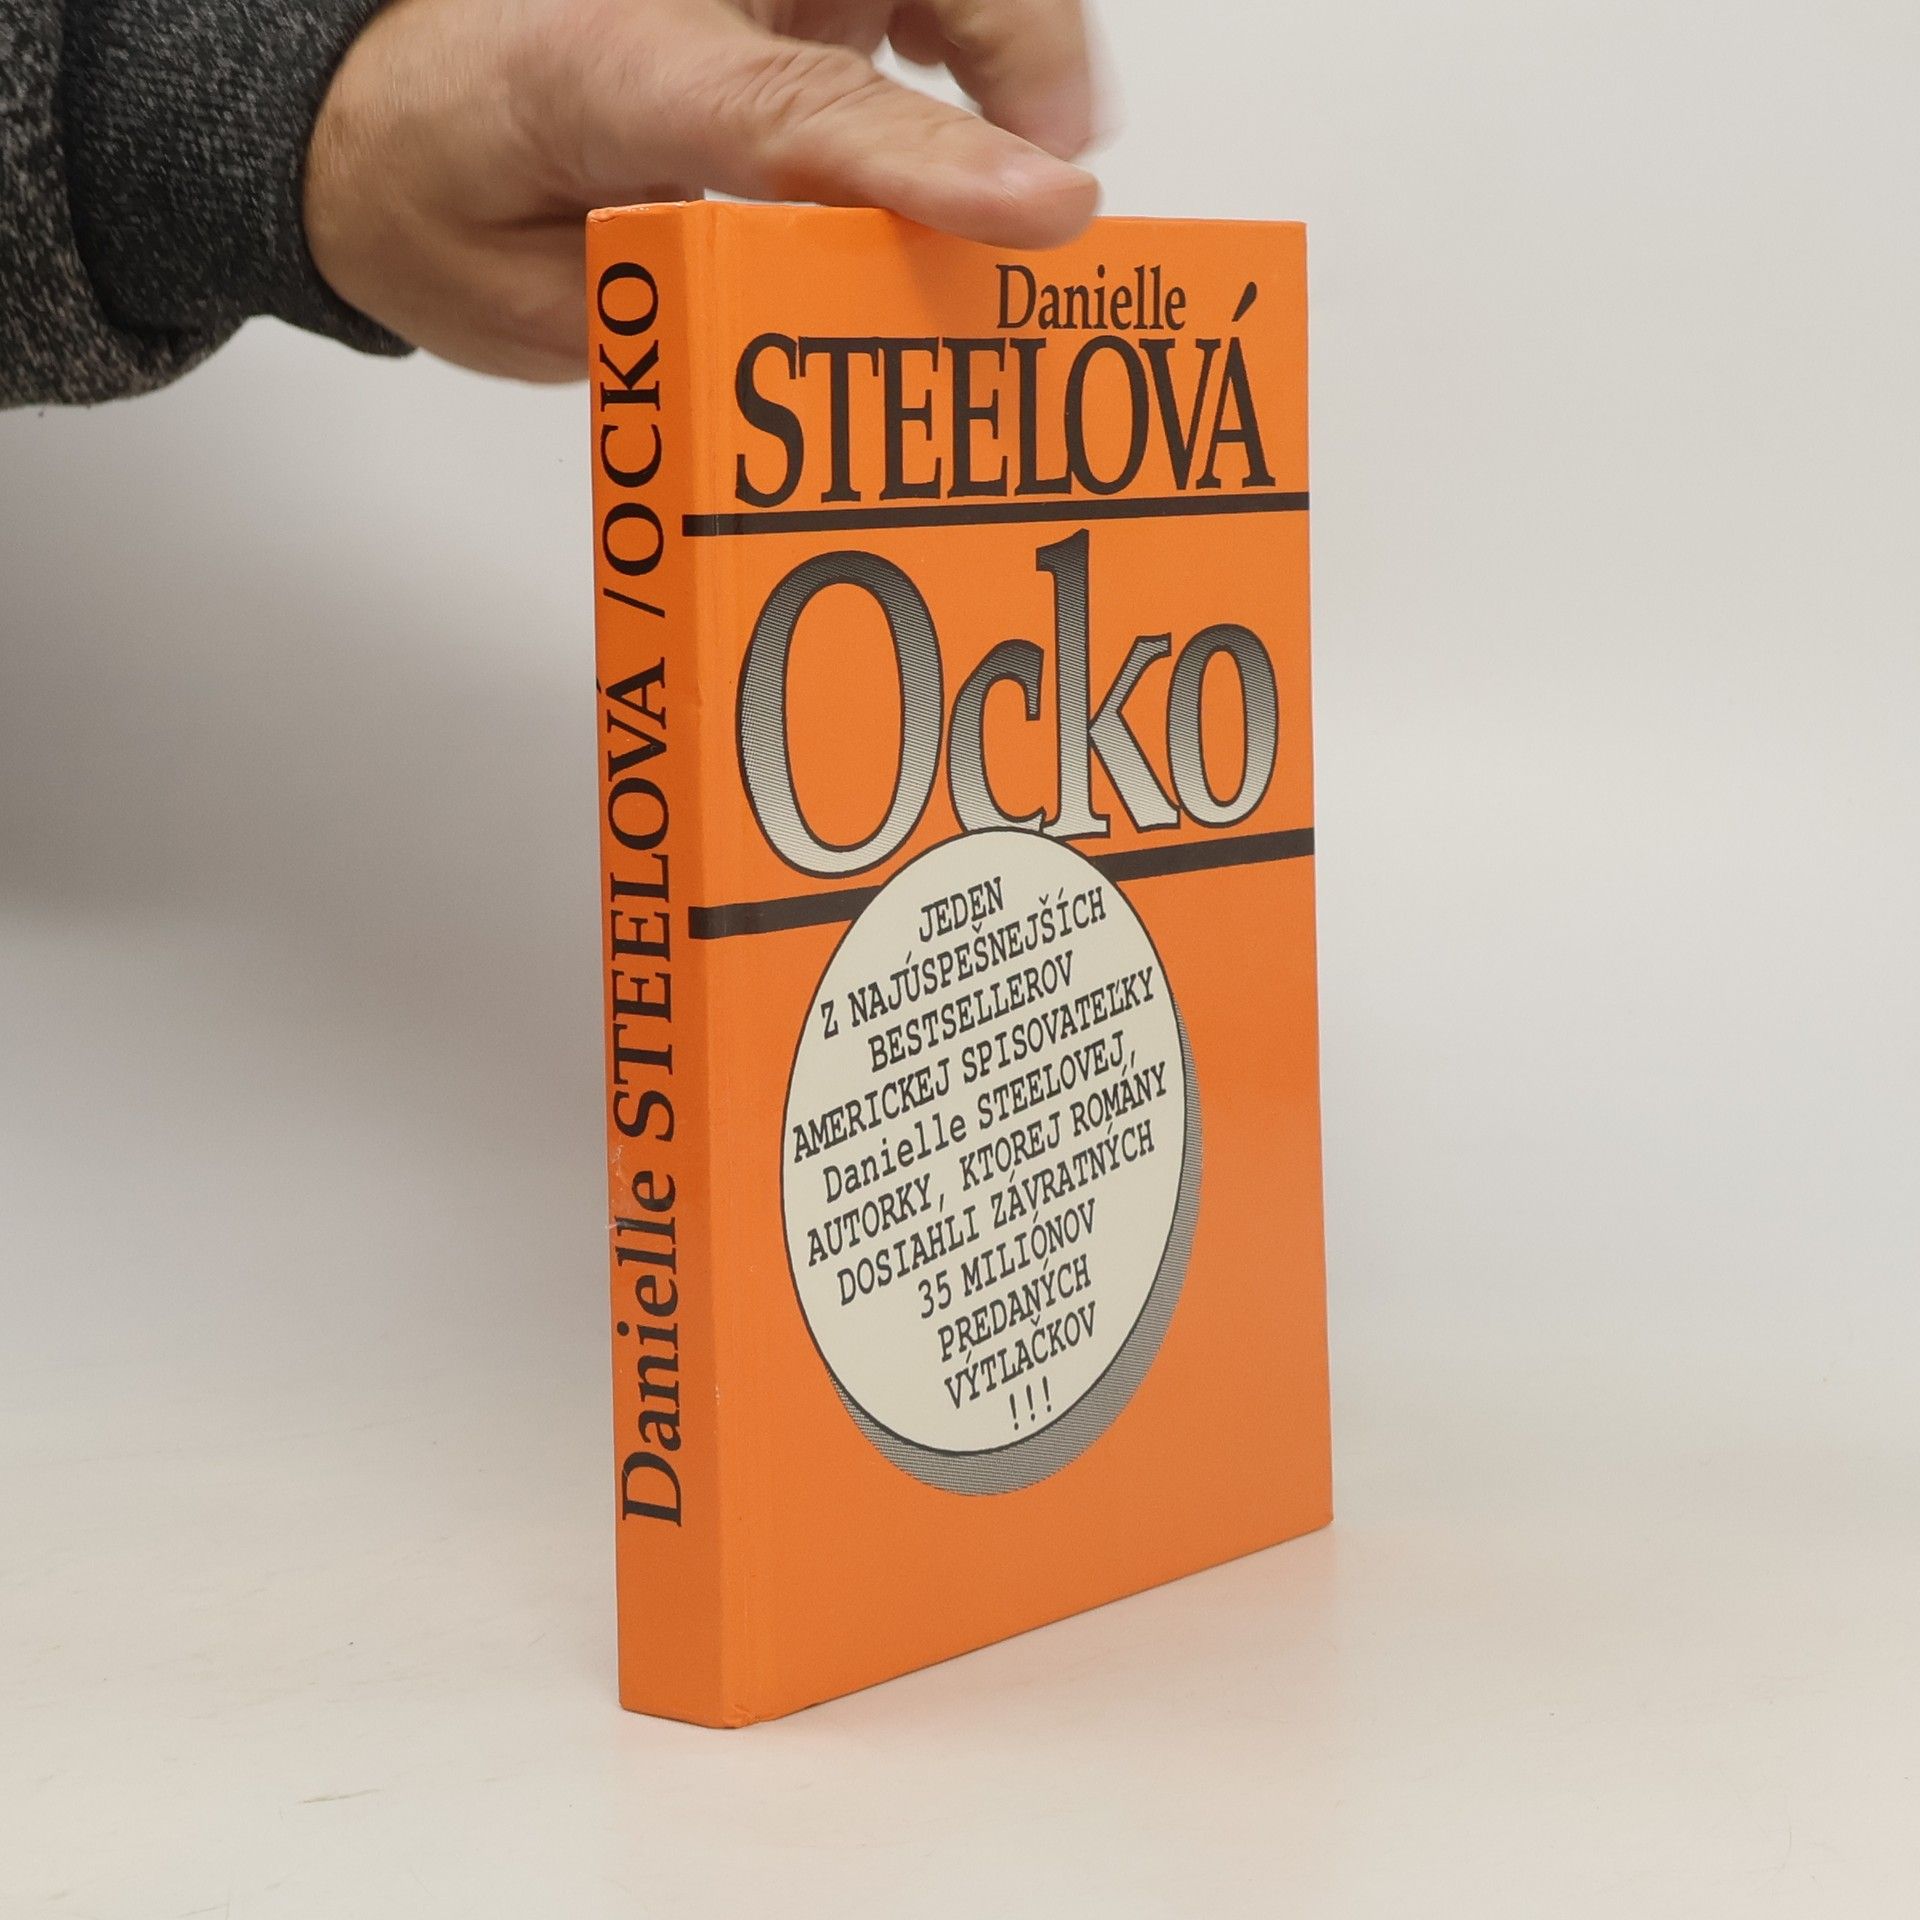 Danielle STEELOVÁ / OCKO
Danielle
STEELOVÁ
Ocko
JEDEN
Z NAJÚSPEŠNEJŠÍCH
BESTSELLEROV
AMERICKEJ SPISOVATEĽKY
Danielle STEELOVEJ,
AUTORKY, KTOREJ ROMÁNY
DOSIAHLI ZÁVRATNÝCH
35 MILIÓNOV
PREDANÝCH
VÝTLAČKOV
!!!